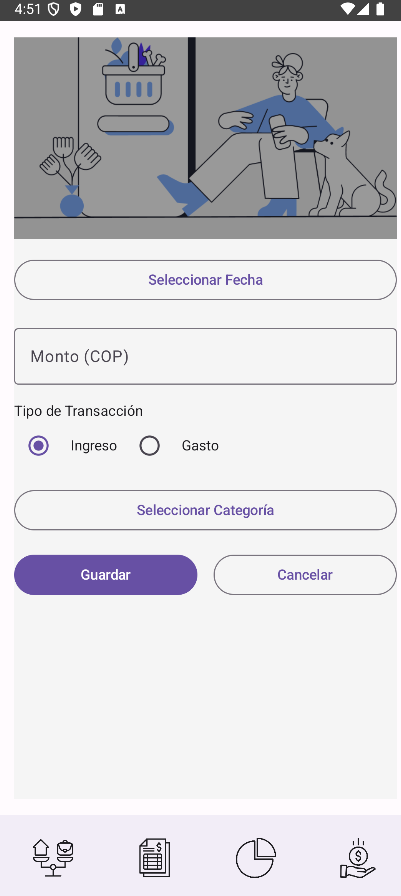 4:51
Seleccionar Fecha
Monto (COP)
Tipo de Transacción
Ingreso
Gasto
Seleccionar Categoría
Guardar
Cancelar